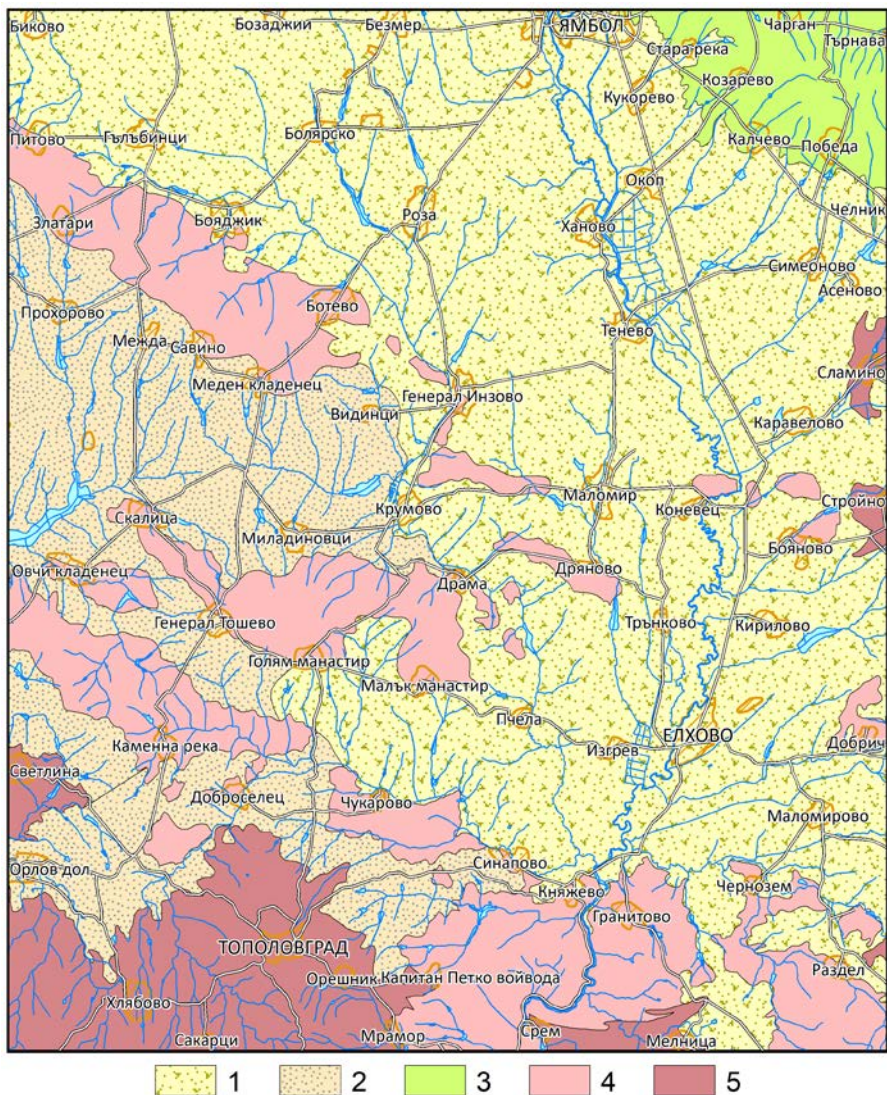 Биково
Бозаджии
Безмер
ЯМБОЛ
Чарган
Стара река
Търнава
Козарево
Кукорево
Питово
Гълъбинци
Болярско
Калчево
Победа
Окоп
Златари
Бояджик
Роза
Ханово
Челник
Симеоново
Асеново
Прохорово
Ботево
Тенево
Межда
Савино
Сламино
Меден кладенец
Генерал Инзово
Видинци
Каравелово
Скалица
Крумово
Маломир
Коневец
Стройно
Миладиновци
Бояново
Овчи кладенец
Драма
Дряново
Генерал Тошево
Трънково
Кирилово
Голям манастир
Малък манастир
Пчела
Каменна река
Изгрев
ЕЛХОВО
Добрич
Светлина
Доброселец
Чукарово
Маломирово
Орлов дол
Синапово
Княжево
Чернозем
Гранитово
ТОПОЛОВГРАД
Орешник
Капитан Петко войвода
Раздел
Хлябово
Сакарци
Мрамор
Срем
Мелница
1 2 3 4 5